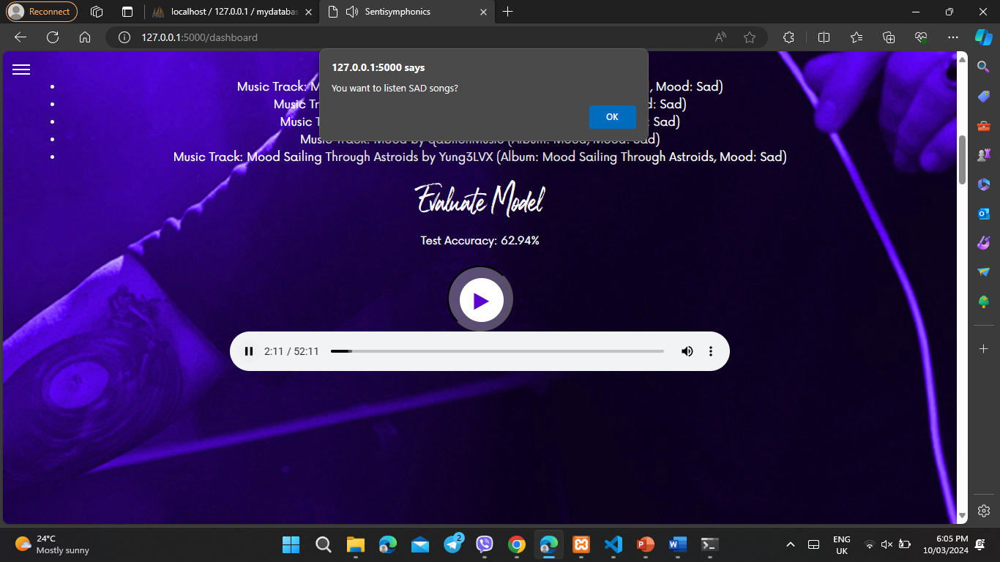 Reconnect
localhost / 127.0.0.1 / mydatabas
Sentisymphonics
127.0.0.1:5000/dashboard
127.0.0.1:5000 says
You want to listen SAD songs?
OK
Music Track: M , Mood: Sad)
Music Tr d: Sad)
Music T Sad)
Music Track: Mood by (Album: Mood, Mood: Sad)
Music Track: Mood Sailing Through Astroids by Yung3LVX (Album: Mood Sailing Through Astroids, Mood: Sad)
Evaluate Model
Test Accuracy: 62.94%
2:11 / 52:11
24°C
Mostly sunny
2
ENG
UK
6:05 PM
10/03/2024